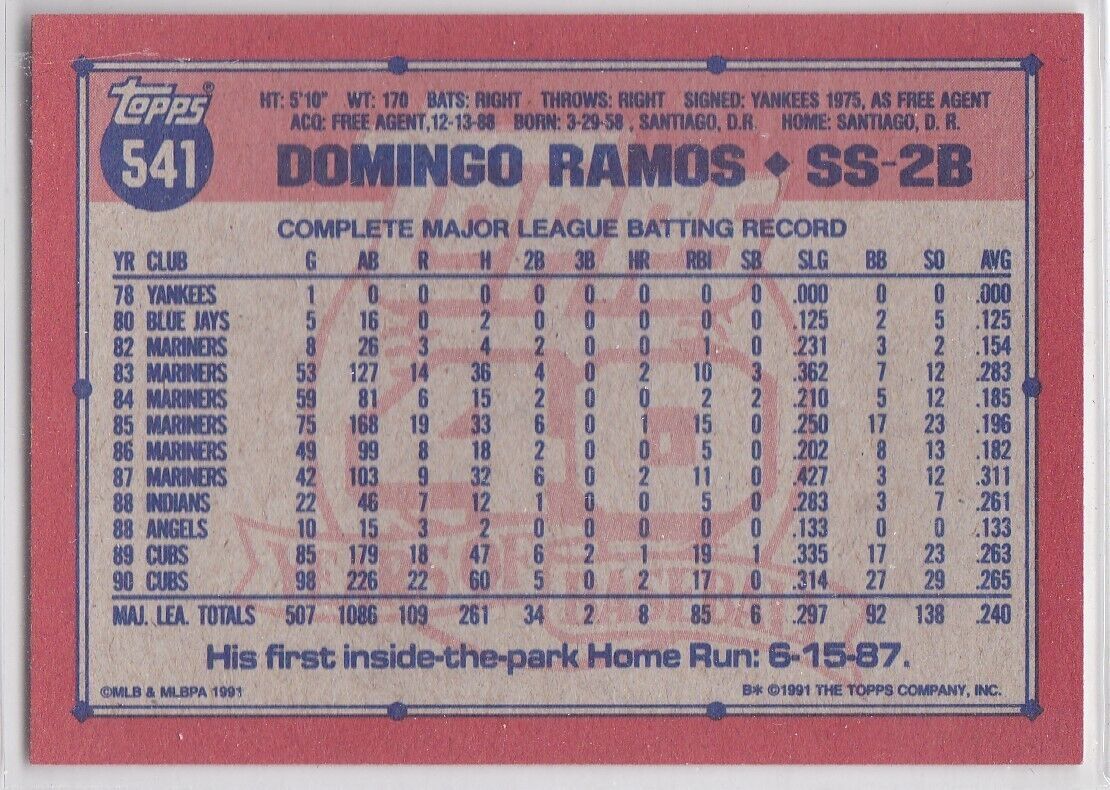 TOPPS®
541
HT: 5'10" WT: 170 BATS: RIGHT THROWS: RIGHT SIGNED: YANKEES 1975, AS FREE AGENT
ACQ: FREE AGENT,12-13-88 BORN: 3-29-58 , SANTIAGO, D.R. HOME: SANTIAGO, D. R.
DOMINGO RAMOS ◆ SS-2B
COMPLETE MAJOR LEAGUE BATTING RECORD
YR CLUB G AB R H 2B 3B HR RBI SB SLG BB SO AVG
78 YANKEES 1 0 0 0 0 0 0 0 0 .000 0 0 .000
80 BLUE JAYS 5 16 0 2 0 0 0 0 0 .125 2 5 .125
82 MARINERS 8 26 3 4 2 0 0 1 0 .231 3 2 .154
83 MARINERS 53 127 14 36 4 0 2 10 3 .362 7 12 .283
84 MARINERS 59 81 6 15 2 0 0 2 2 .210 5 12 .185
85 MARINERS 75 168 19 33 6 0 1 15 0 .250 17 23 .196
86 MARINERS 49 99 8 18 2 0 0 5 0 .202 8 13 .182
87 MARINERS 42 103 9 32 6 0 2 11 0 .427 3 12 .311
88 INDIANS 22 46 7 12 1 0 0 5 0 .283 3 7 .261
88 ANGELS 10 15 3 2 0 0 0 0 0 .133 0 0 .133
89 CUBS 85 179 18 47 6 2 1 19 1 .335 17 23 .263
90 CUBS 98 226 22 60 5 0 2 17 0 .314 27 29 .265
MAJ. LEA. TOTALS 507 1086 109 261 34 2 8 85 6 .297 92 138 .240
His first inside-the-park Home Run: 6-15-87.
©MLB & MLBPA 1991 B* ©1991 THE TOPPS COMPANY, INC.